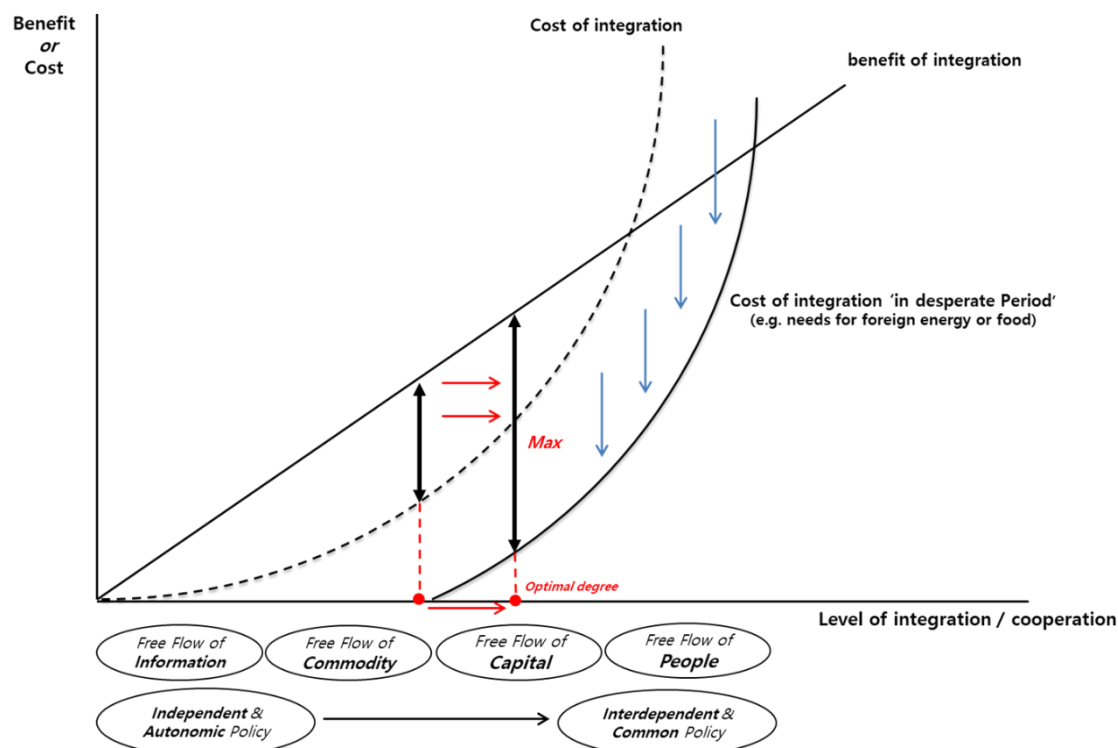 Benefit
or
Cost
Cost of integration
benefit of integration
Cost of integration ‘in desperate Period’
(e.g. needs for foreign energy or food)
Max
Optimal degree
Level of integration / cooperation
Free Flow of
Information
Free Flow of
Commodity
Free Flow of
Capital
Free Flow of
People
Independent &
Autonomic Policy
Interdependent &
Common Policy